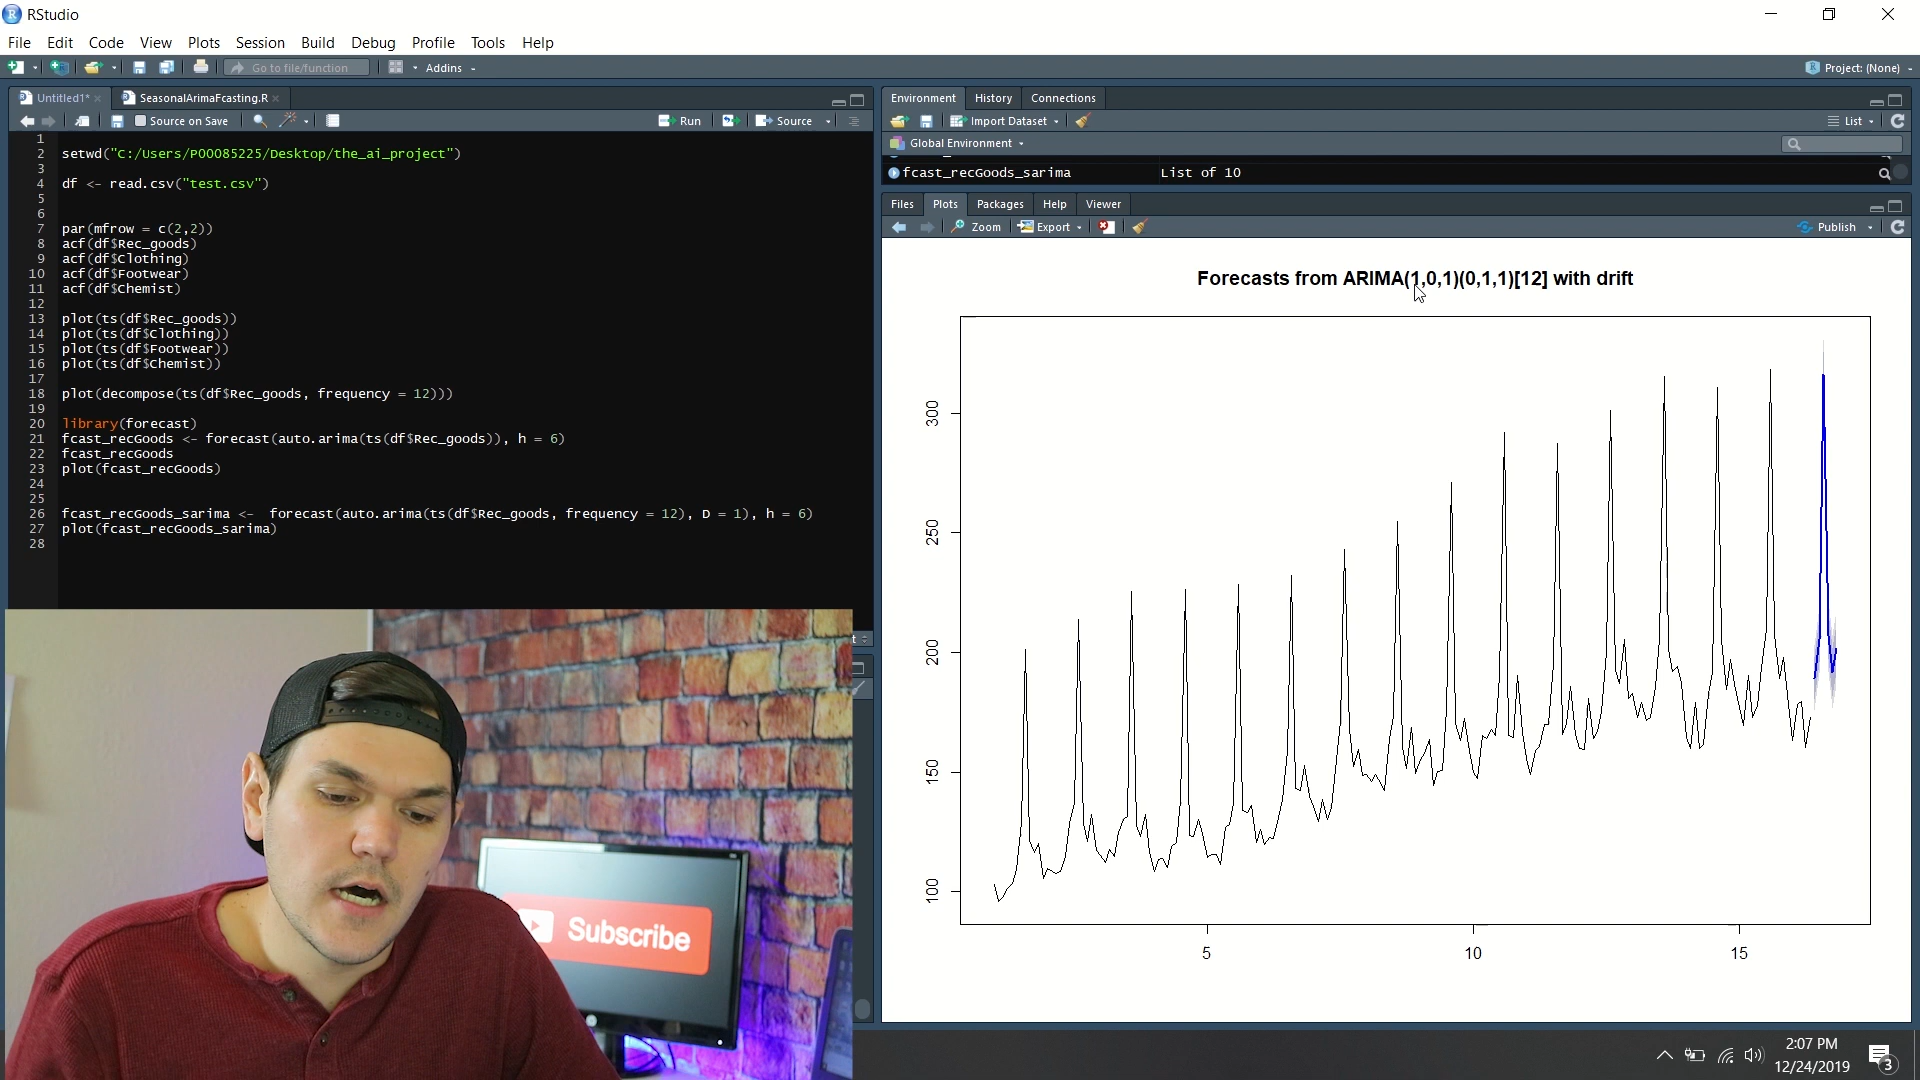 RStudio
File Edit Code View Plots Session Build Debug Profile Tools Help
Go to file/function Addins Project: (None)
Untitled1* SeasonalArimaFcasting.R
Source on Save Run Source
1
2 setwd("C:/Users/P00085225/Desktop/the_ai_project")
3
4 df <- read.csv("test.csv")
5
6
7 par(mfrow = c(2,2))
8 acf(df$Rec_goods)
9 acf(df$Clothing)
10 acf(df$Footwear)
11 acf(df$Chemist)
12
13 plot(ts(df$Rec_goods))
14 plot(ts(df$Clothing))
15 plot(ts(df$Footwear))
16 plot(ts(df$Chemist))
17
18 plot(decompose(ts(df$Rec_goods, frequency = 12)))
19
20 library(forecast)
21 fcast_recGoods <- forecast(auto.arima(ts(df$Rec_goods)), h = 6)
22 fcast_recGoods
23 plot(fcast_recGoods)
24
25
26 fcast_recGoods_sarima <- forecast(auto.arima(ts(df$Rec_goods, frequency = 12), D = 1), h = 6)
27 plot(fcast_recGoods_sarima)
28
Subscribe
Environment History Connections
Import Dataset List
Global Environment
fcast_recGoods_sarima List of 10
Files Plots Packages Help Viewer
Zoom Export Publish
Forecasts from ARIMA(1,0,1)(0,1,1)[12] with drift
300
250
200
150
100
5 10 15
2:07 PM
12/24/2019
3